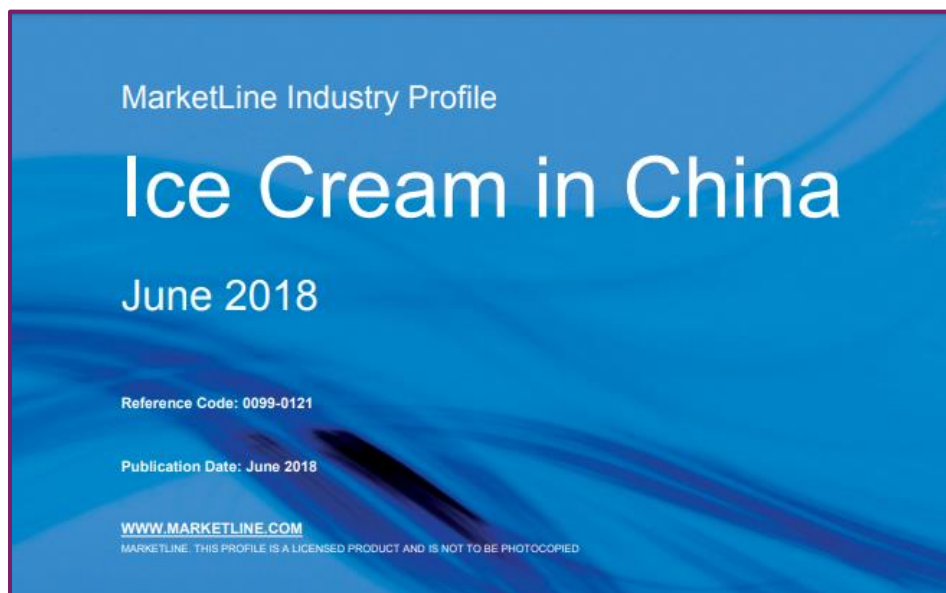 MarketLine Industry Profile
Ice Cream in China
June 2018
Reference Code: 0099-0121
Publication Date: June 2018
WWW.MARKETLINE.COM
MARKETLINE. THIS PROFILE IS A LICENSED PRODUCT AND IS NOT TO BE PHOTOCOPIED